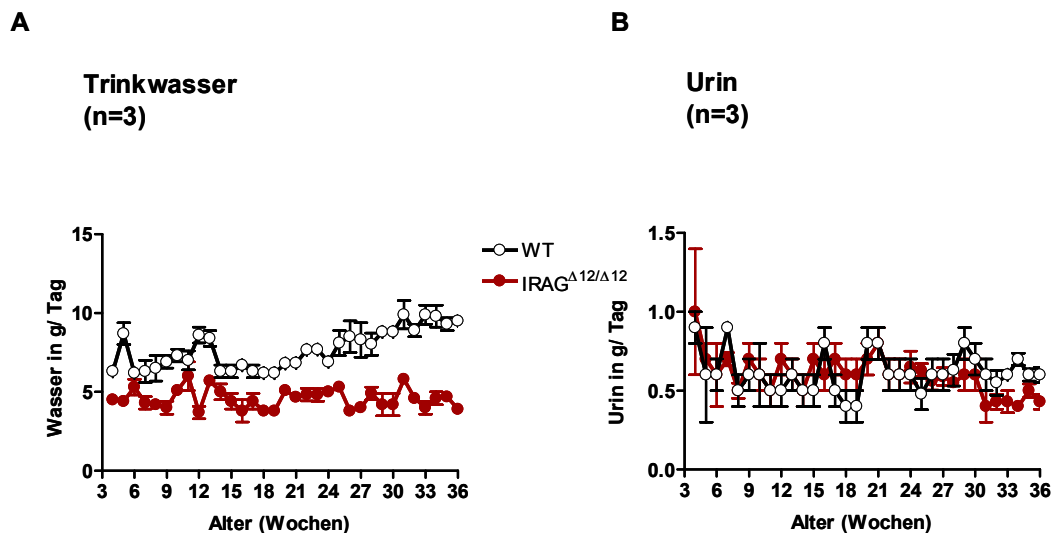 A
Trinkwasser
(n=3)
Wasser in g/ Tag
15
10
5
0
3 6 9 12 15 18 21 24 27 30 33 36
Alter (Wochen)
WT
IRAG Δ12/Δ12
B
Urin
(n=3)
Urin in g/ Tag
1.5
1.0
0.5
0.0
3 6 9 12 15 18 21 24 27 30 33 36
Alter (Wochen)